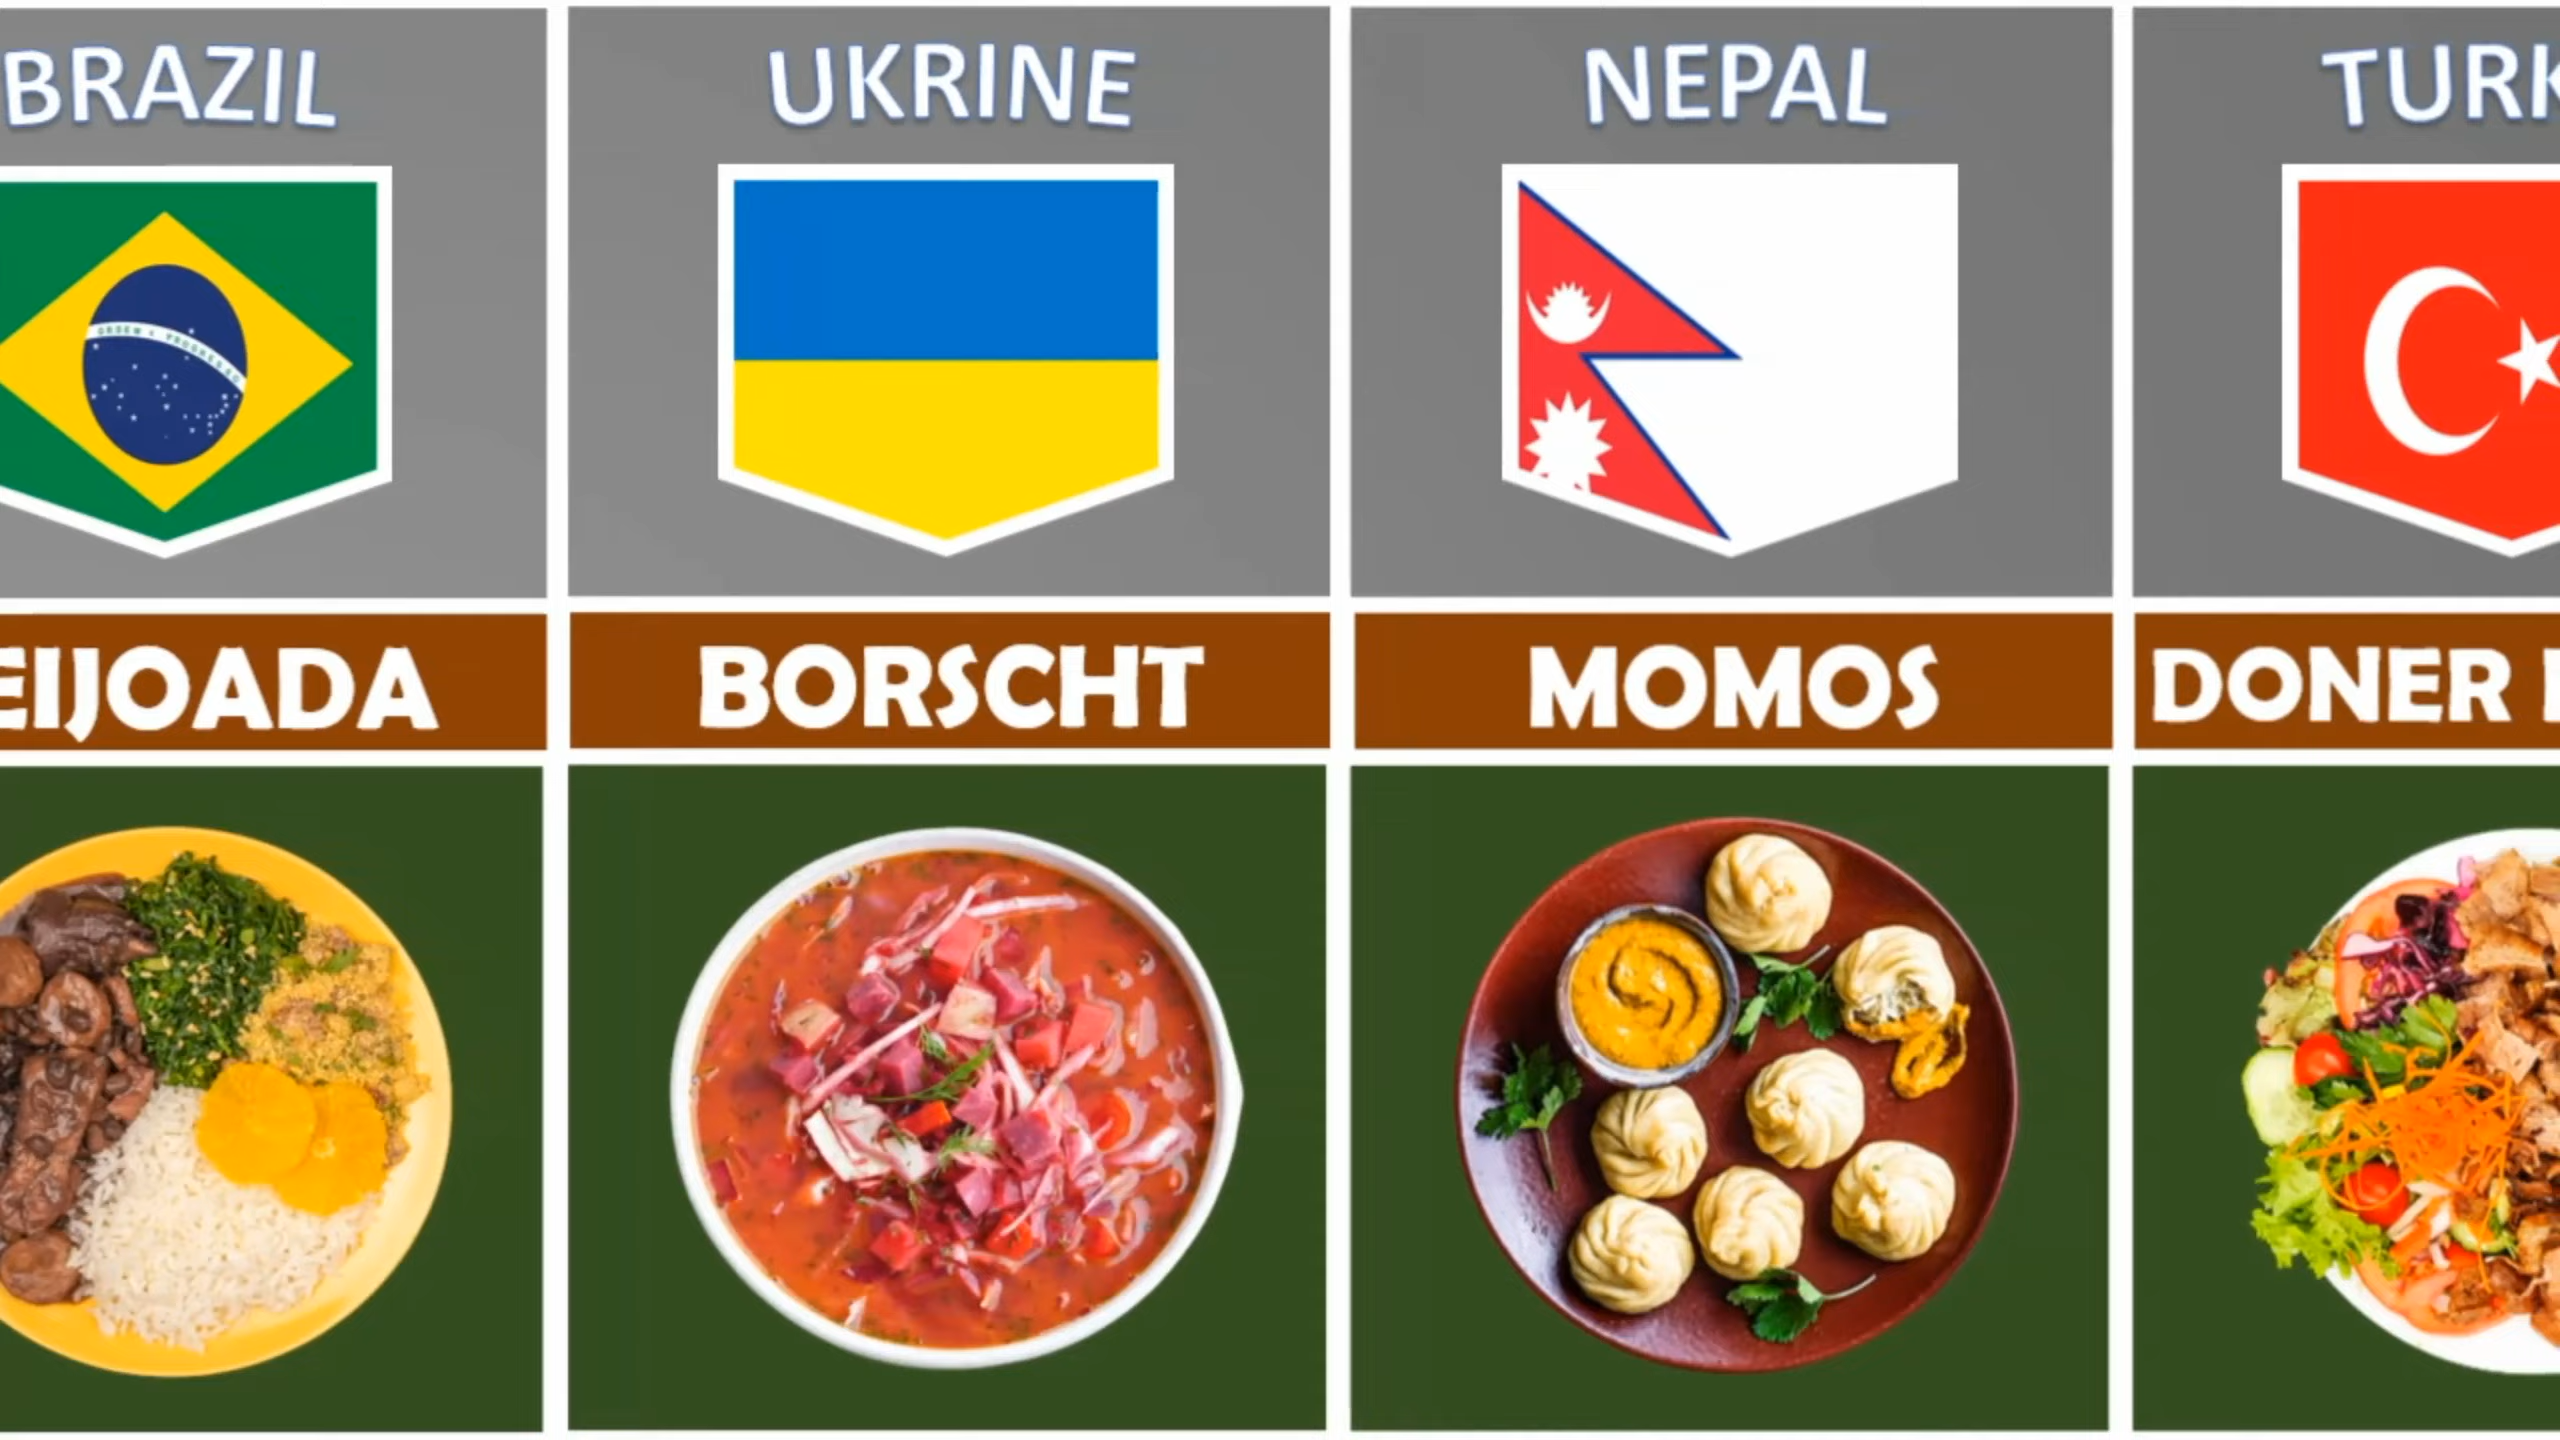 BRAZIL
UKRINE
NEPAL
TURK
EIJOADA
BORSCHT
MOMOS
DONER